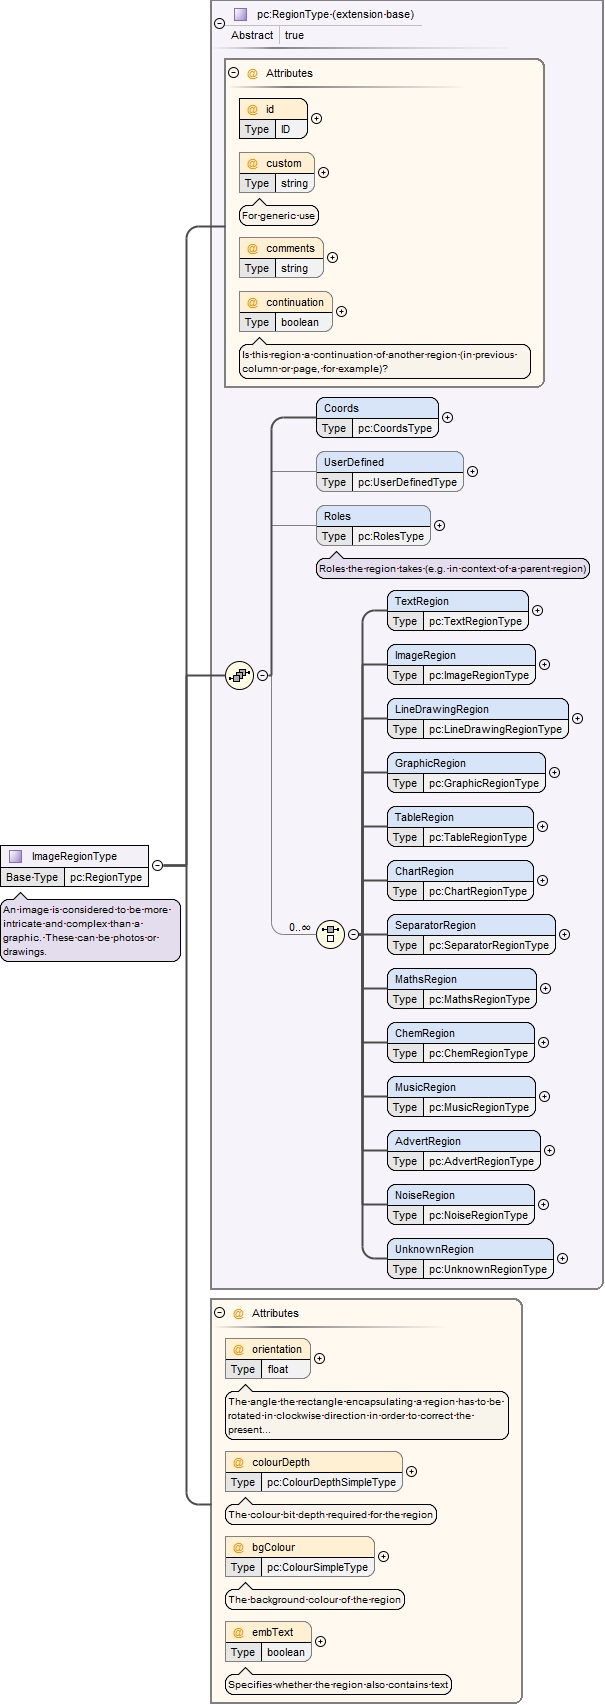 pc:RegionType (extension base)
Abstract true
@ Attributes
@ id
Type ID
@ custom
Type string
For generic use
@ comments
Type string
@ continuation
Type boolean
Is this region a continuation of another region (in previous
column or page, for example)?
Coords
Type pc:CoordsType
UserDefined
Type pc:UserDefinedType
Roles
Type pc:RolesType
Roles the region takes (e.g. in context of a parent region)
TextRegion
Type pc:TextRegionType
ImageRegion
Type pc:ImageRegionType
LineDrawingRegion
Type pc:LineDrawingRegionType
GraphicRegion
Type pc:GraphicRegionType
TableRegion
Type pc:TableRegionType
ChartRegion
Type pc:ChartRegionType
ImageRegionType
Base Type pc:RegionType
An image is considered to be more
intricate and complex than a
graphic. These can be photos or
drawings.
0..∞
SeparatorRegion
Type pc:SeparatorRegionType
MathsRegion
Type pc:MathsRegionType
ChemRegion
Type pc:ChemRegionType
MusicRegion
Type pc:MusicRegionType
AdvertRegion
Type pc:AdvertRegionType
NoiseRegion
Type pc:NoiseRegionType
UnknownRegion
Type pc:UnknownRegionType
@ Attributes
@ orientation
Type float
The angle the rectangle encapsulating a region has to be
rotated in clockwise direction in order to correct the
present...
@ colourDepth
Type pc:ColourDepthSimpleType
The colour bit depth required for the region
@ bgColour
Type pc:ColourSimpleType
The background colour of the region
@ embText
Type boolean
Specifies whether the region also contains text